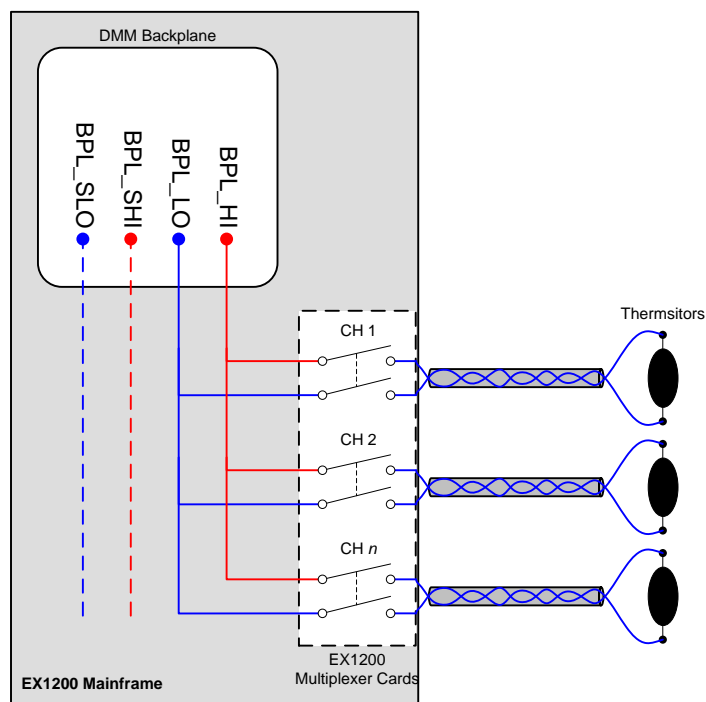 DMM Backplane
BPL_SLO
BPL_SHI
BPL_LO
BPL_HI
CH 1
Thermsitors
CH 2
CH n
EX1200
Multiplexer Cards
EX1200 Mainframe